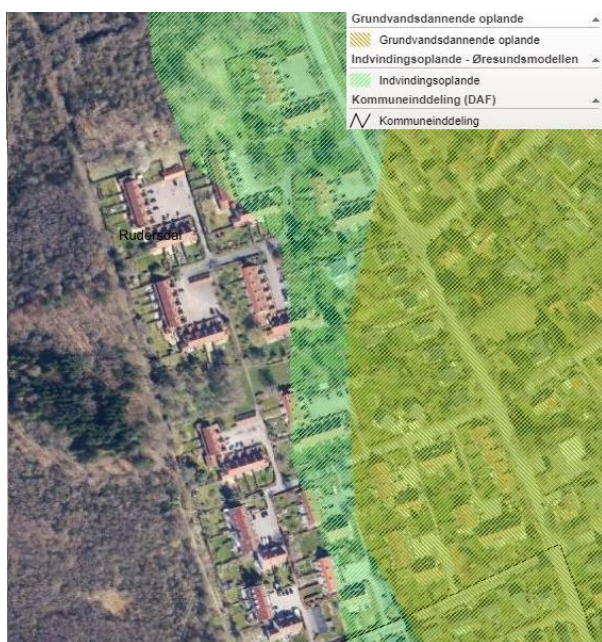 Grundvandsdannende oplande
Grundvandsdannende oplande
Indvindingsoplande - Øresundsmodellen
Indvindingsoplande
Kommuneinddeling (DAF)
Kommuneinddeling
Rudersdal